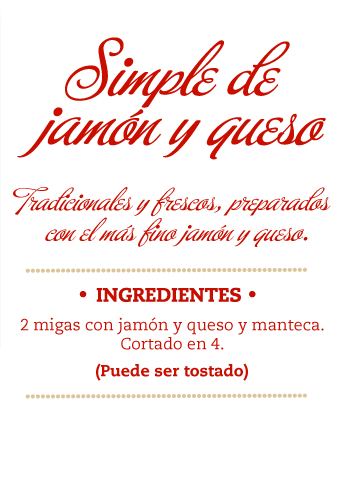 Simple de
jamón y queso
Tradicionales y frescos, preparados
con el más fino jamón y queso.
• INGREDIENTES •
2 migas con jamón y queso y manteca.
Cortado en 4.
(Puede ser tostado)